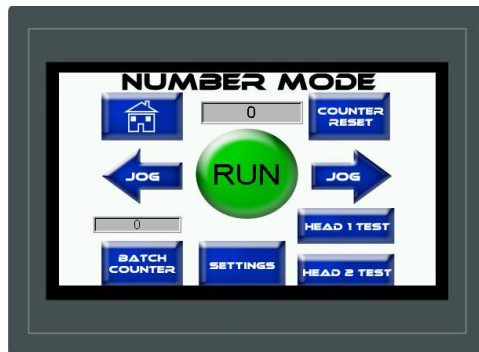 NUMBER MODE
0
COUNTER
RESET
JOG
RUN
JOG
0
HEAD 1 TEST
BATCH
COUNTER
SETTINGS
HEAD 2 TEST